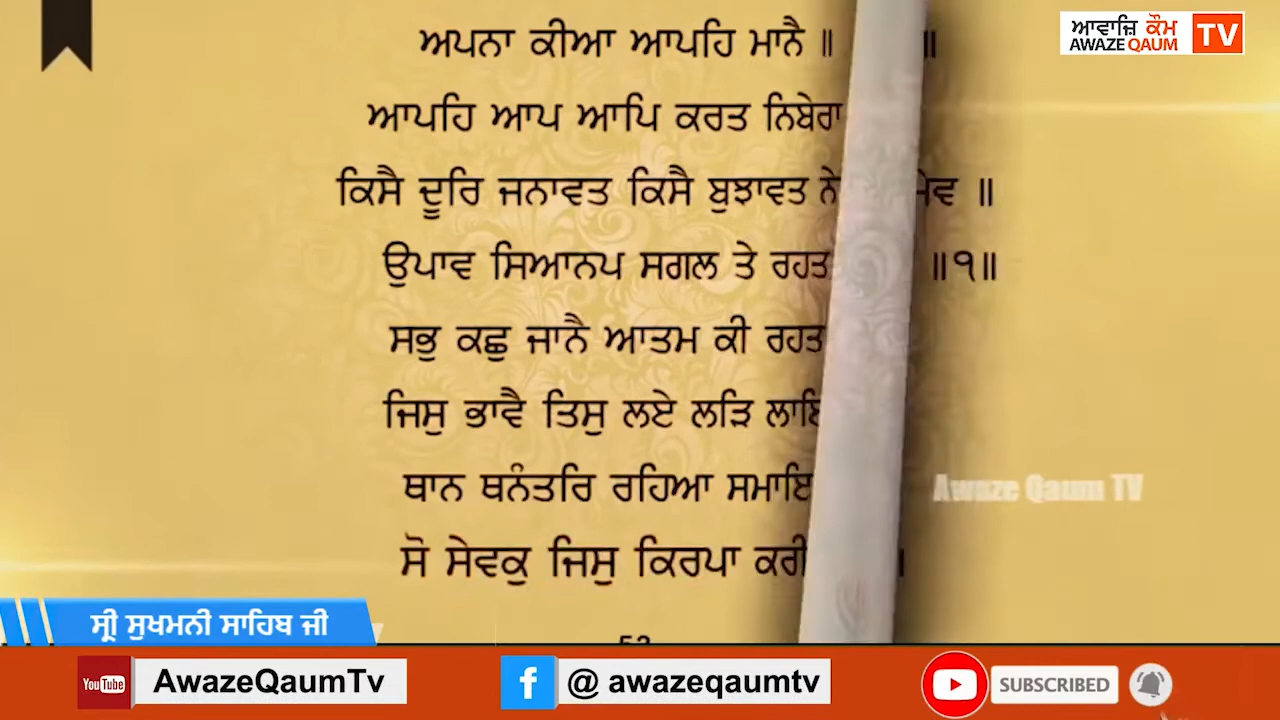 ਆਵਾਜ਼ਿ ਕੌਮ
AWAZE QAUM TV
ਅਪਨਾ ਕੀਆ ਆਪਹਿ ਮਾਨੈ ॥ ॥
ਆਪਹਿ ਆਪ ਆਪਿ ਕਰਤ ਨਿਬੇਰਾ
ਕਿਸੈ ਦੂਰਿ ਜਨਾਵਤ ਕਿਸੈ ਬੁਝਾਵਤ ॥
ਉਪਾਵ ਸਿਆਨਪ ਸਗਲ ਤੇ ਰਹਤ ॥੧॥
ਸਭੁ ਕਛੁ ਜਾਨੈ ਆਤਮ ਕੀ ਰਹਤ
ਜਿਸੁ ਭਾਵੈ ਤਿਸੁ ਲਏ ਲੜਿ
ਥਾਨ ਥਨੰਤਰਿ ਰਹਿਆ ਸਮਾਇ
Awaze Qaum TV
ਸੋ ਸੇਵਕੁ ਜਿਸੁ ਕਿਰਪਾ
ਸ੍ਰੀ ਸੁਖਮਨੀ ਸਾਹਿਬ ਜੀ
YouTube AwazeQaumTv
f @ awazeqaumtv
SUBSCRIBED